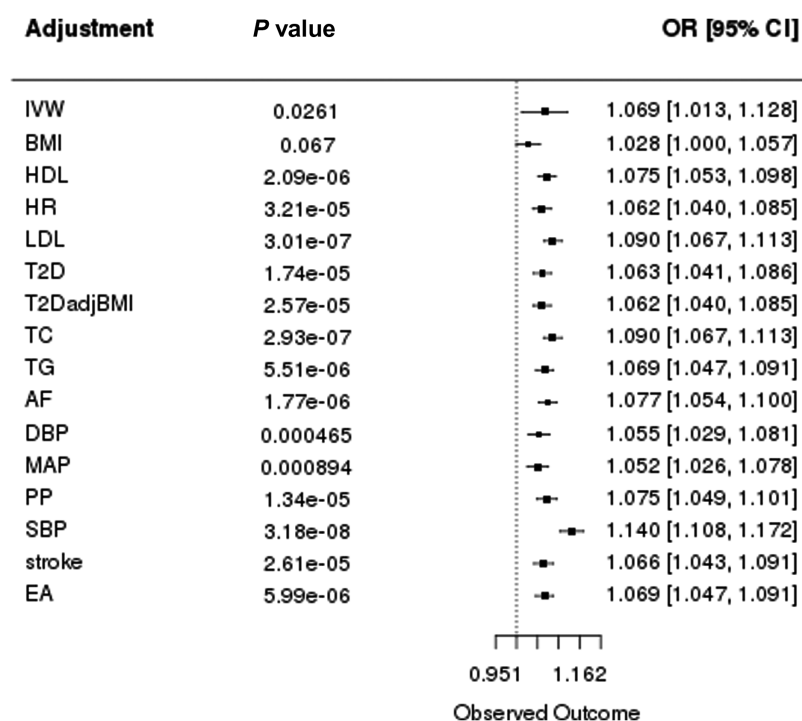 Adjustment P value OR [95% CI]
IVW 0.0261 1.069 [1.013, 1.128]
BMI 0.067 1.028 [1.000, 1.057]
HDL 2.09e-06 1.075 [1.053, 1.098]
HR 3.21e-05 1.062 [1.040, 1.085]
LDL 3.01e-07 1.090 [1.067, 1.113]
T2D 1.74e-05 1.063 [1.041, 1.086]
T2DadjBMI 2.57e-05 1.062 [1.040, 1.085]
TC 2.93e-07 1.090 [1.067, 1.113]
TG 5.51e-06 1.069 [1.047, 1.091]
AF 1.77e-06 1.077 [1.054, 1.100]
DBP 0.000465 1.055 [1.029, 1.081]
MAP 0.000894 1.052 [1.026, 1.078]
PP 1.34e-05 1.075 [1.049, 1.101]
SBP 3.18e-08 1.140 [1.108, 1.172]
stroke 2.61e-05 1.066 [1.043, 1.091]
EA 5.99e-06 1.069 [1.047, 1.091]
0.951 1.162
Observed Outcome